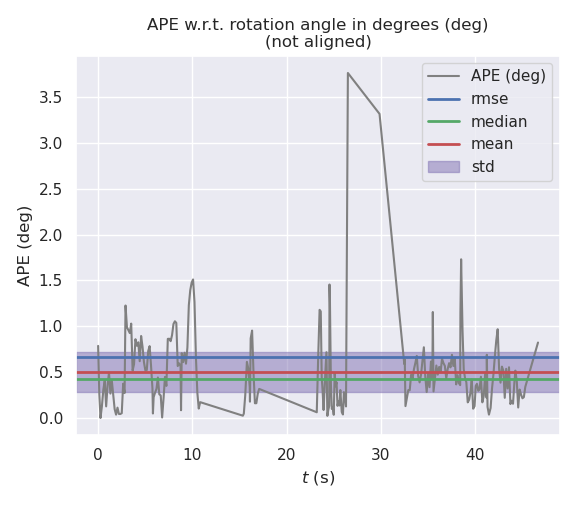 APE w.r.t. rotation angle in degrees (deg)
(not aligned)
APE (deg)
rmse
median
mean
std
3.5
3.0
2.5
2.0
1.5
1.0
0.5
0.0
APE (deg)
0 10 20 30 40
t (s)